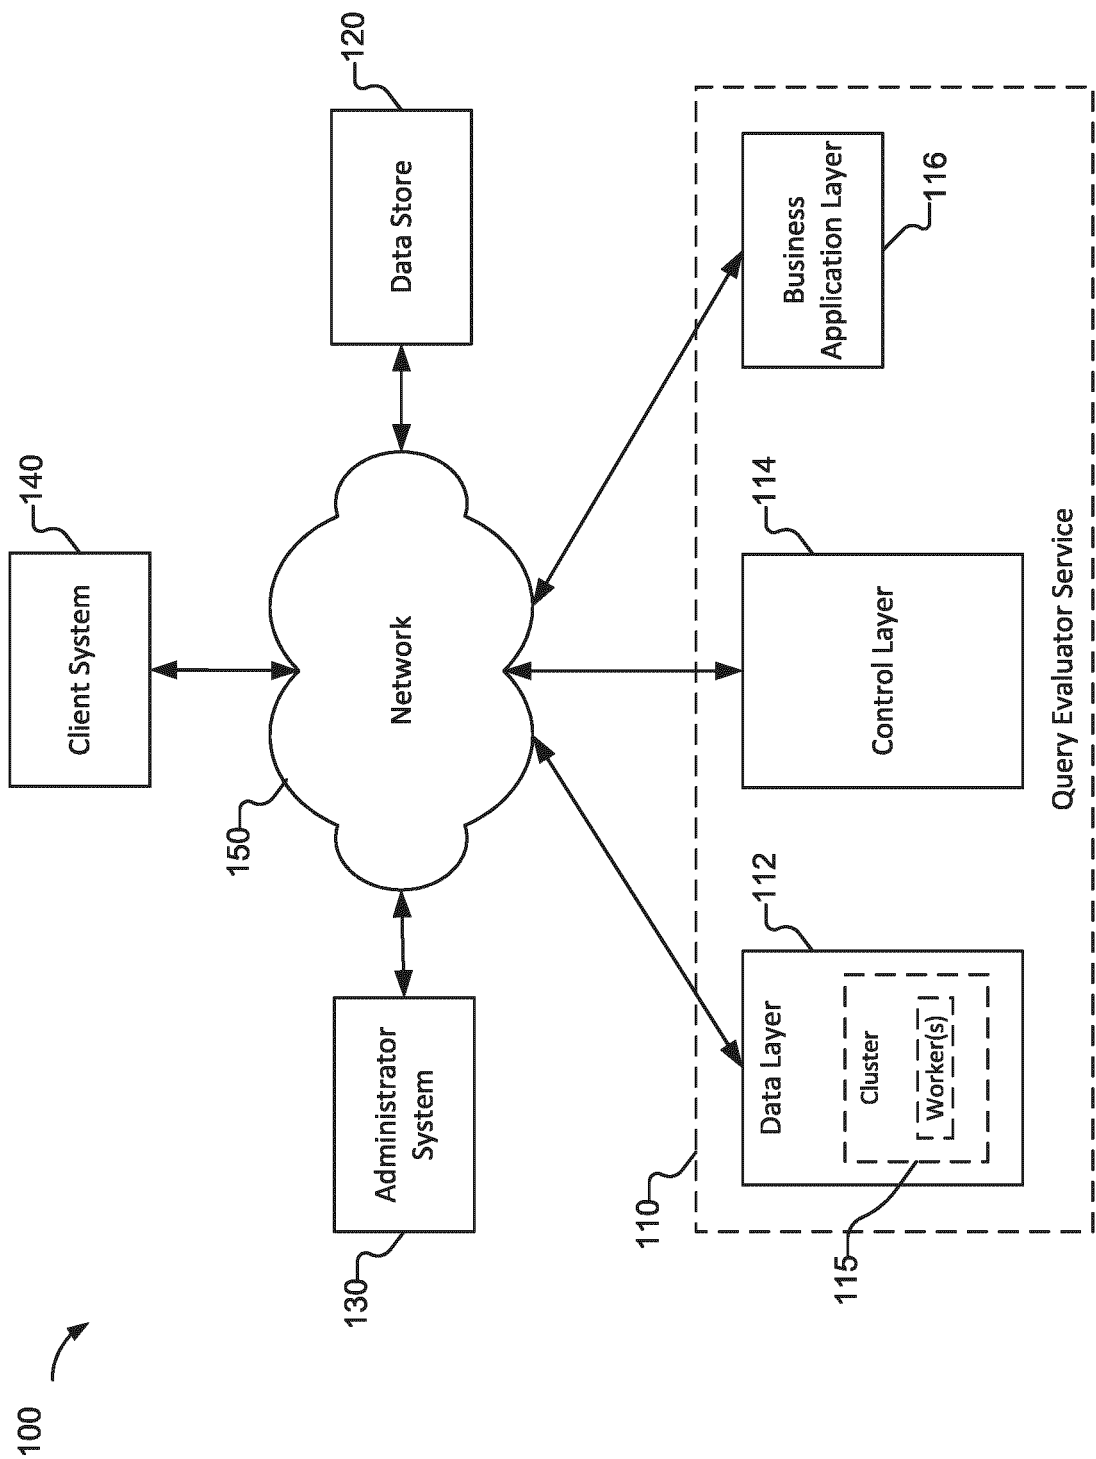 100
Client System
140
150
Network
Administrator
System
130
Data Store
120
110
Data Layer
112
Cluster
Worker(s)
115
Control Layer
114
Business
Application Layer
116
Query Evaluator Service